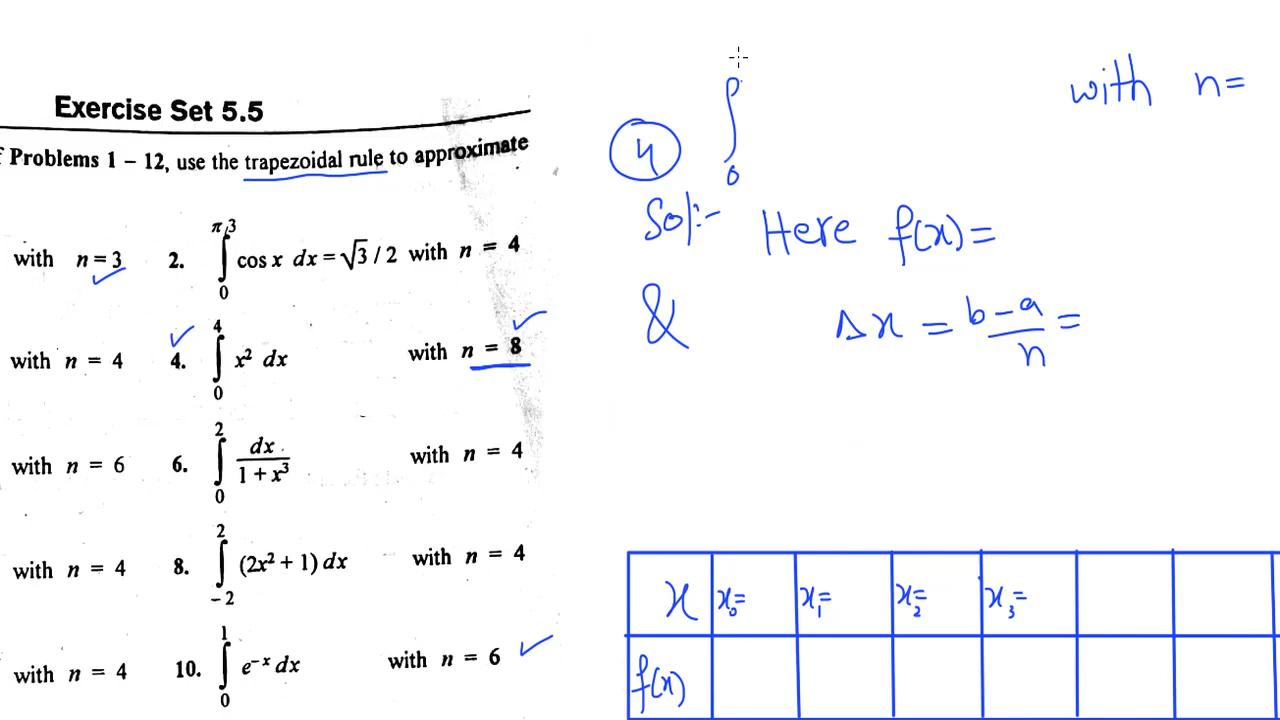 Exercise Set 5.5
Problems 1 – 12, use the trapezoidal rule to approximate
with n = 3 2. ∫₀^{π/3} cos x dx = √3 / 2 with n = 4
with n = 4 4. ∫₀⁴ x² dx with n = 8
with n = 6 6. ∫₀² dx / (1 + x³) with n = 4
with n = 4 8. ∫₋₂² (2x² + 1) dx with n = 4
with n = 4 10. ∫₀¹ e⁻ˣ dx with n = 6
4 ∫₀ with n=
Sol:- Here f(x)=
& Δx = (b-a)/n =
x x₀= x₁= x₂= x₃=
f(x)